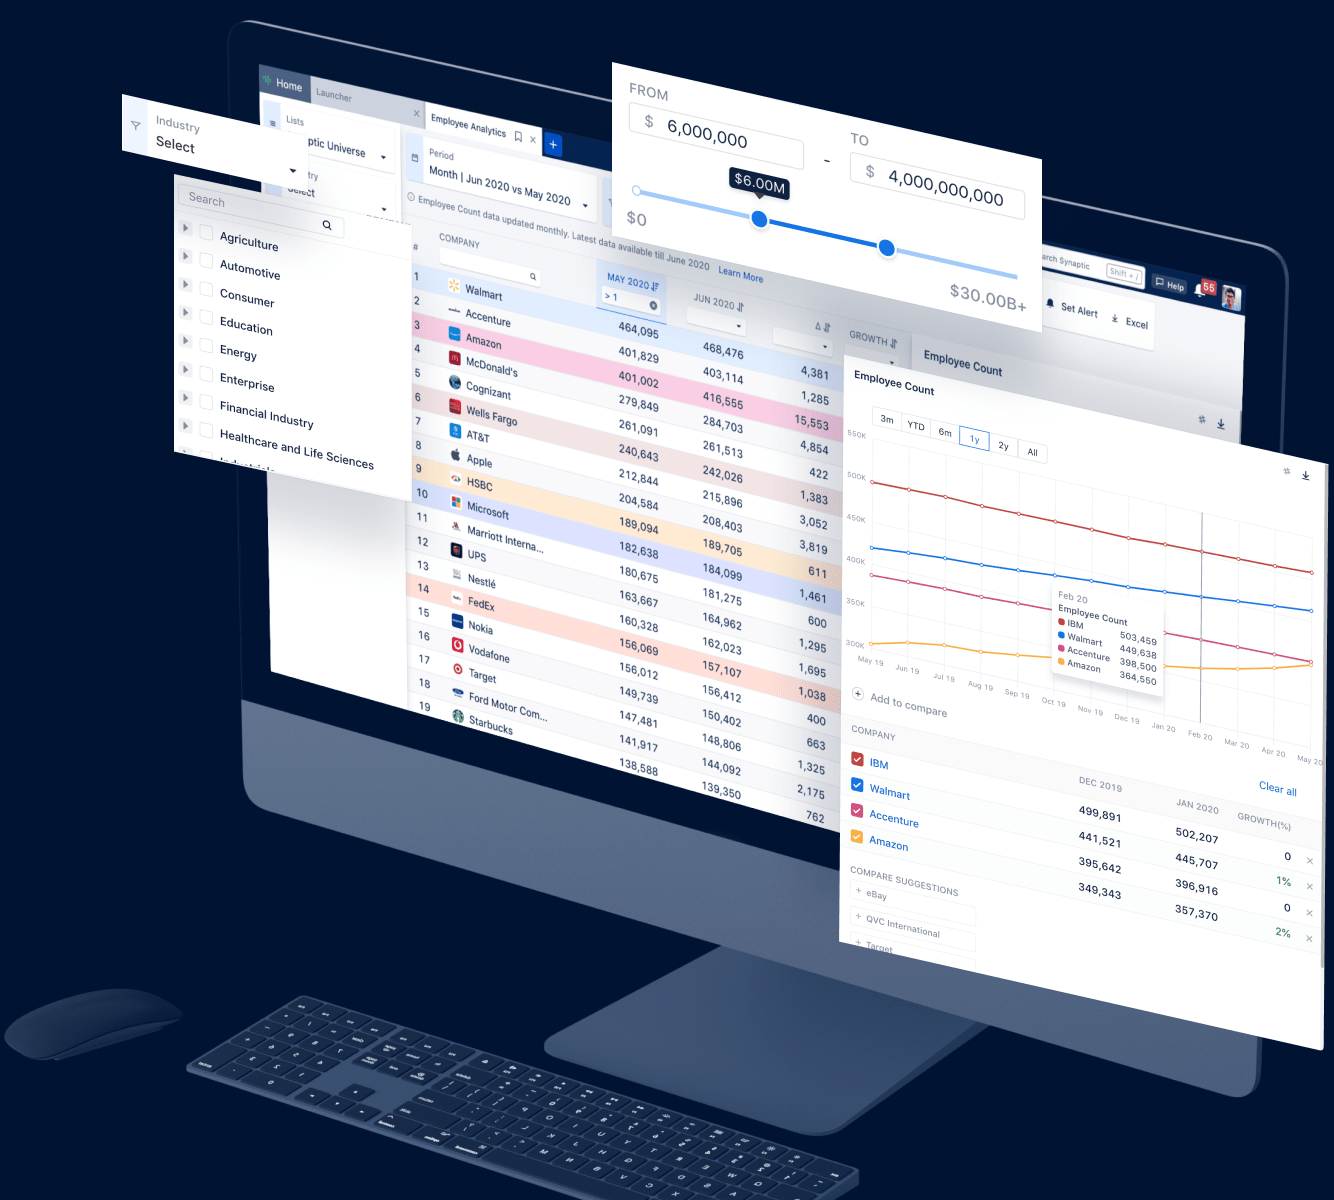 Home
Launcher
Employee Analytics
Lists
ptic Universe
try
Select
Period
Month | Jun 2020 vs May 2020
Employee Count data updated monthly. Latest data available till June 2020 Learn More
Industry
Select
Search
Agriculture
Automotive
Consumer
Education
Energy
Enterprise
Financial Industry
Healthcare and Life Sciences
Industrials
FROM
$ 6,000,000
-
TO
$ 4,000,000,000
$6.00M
$0
$30.00B+
arch Synaptic
Shift + /
Help
55
Set Alert
Excel
# COMPANY MAY 2020 JUN 2020 Δ GROWTH
> 1
1 Walmart 464,095 468,476 4,381
2 Accenture 401,829 403,114 1,285
3 Amazon 401,002 416,555 15,553
4 McDonald's 279,849 284,703 4,854
5 Cognizant 261,091 261,513 422
6 Wells Fargo 240,643 242,026 1,383
7 AT&T 212,844 215,896 3,052
8 Apple 204,584 208,403 3,819
9 HSBC 189,094 189,705 611
10 Microsoft 182,638 184,099 1,461
11 Marriott Interna... 180,675 181,275 600
12 UPS 163,667 164,962 1,295
13 Nestlé 160,328 162,023 1,695
14 FedEx 156,069 157,107 1,038
15 Nokia 156,012 156,412 400
16 Vodafone 149,739 150,402 663
17 Target 147,481 148,806 1,325
18 Ford Motor Com... 141,917 144,092 2,175
19 Starbucks 138,588 139,350 762
Employee Count
Employee Count
3m YTD 6m 1y 2y All
550K
500K
450K
400K
350K
300K
May 19 Jun 19 Jul 19 Aug 19 Sep 19 Oct 19 Nov 19 Dec 19 Jan 20 Feb 20 Mar 20 Apr 20 May 20
Feb 20
Employee Count
IBM 503,459
Walmart 449,638
Accenture 398,500
Amazon 364,550
Add to compare
Clear all
COMPANY DEC 2019 JAN 2020 GROWTH(%)
IBM 499,891 502,207 0
Walmart 441,521 445,707 1%
Accenture 395,642 396,916 0
Amazon 349,343 357,370 2%
COMPARE SUGGESTIONS
+ eBay
+ QVC International
+ Target